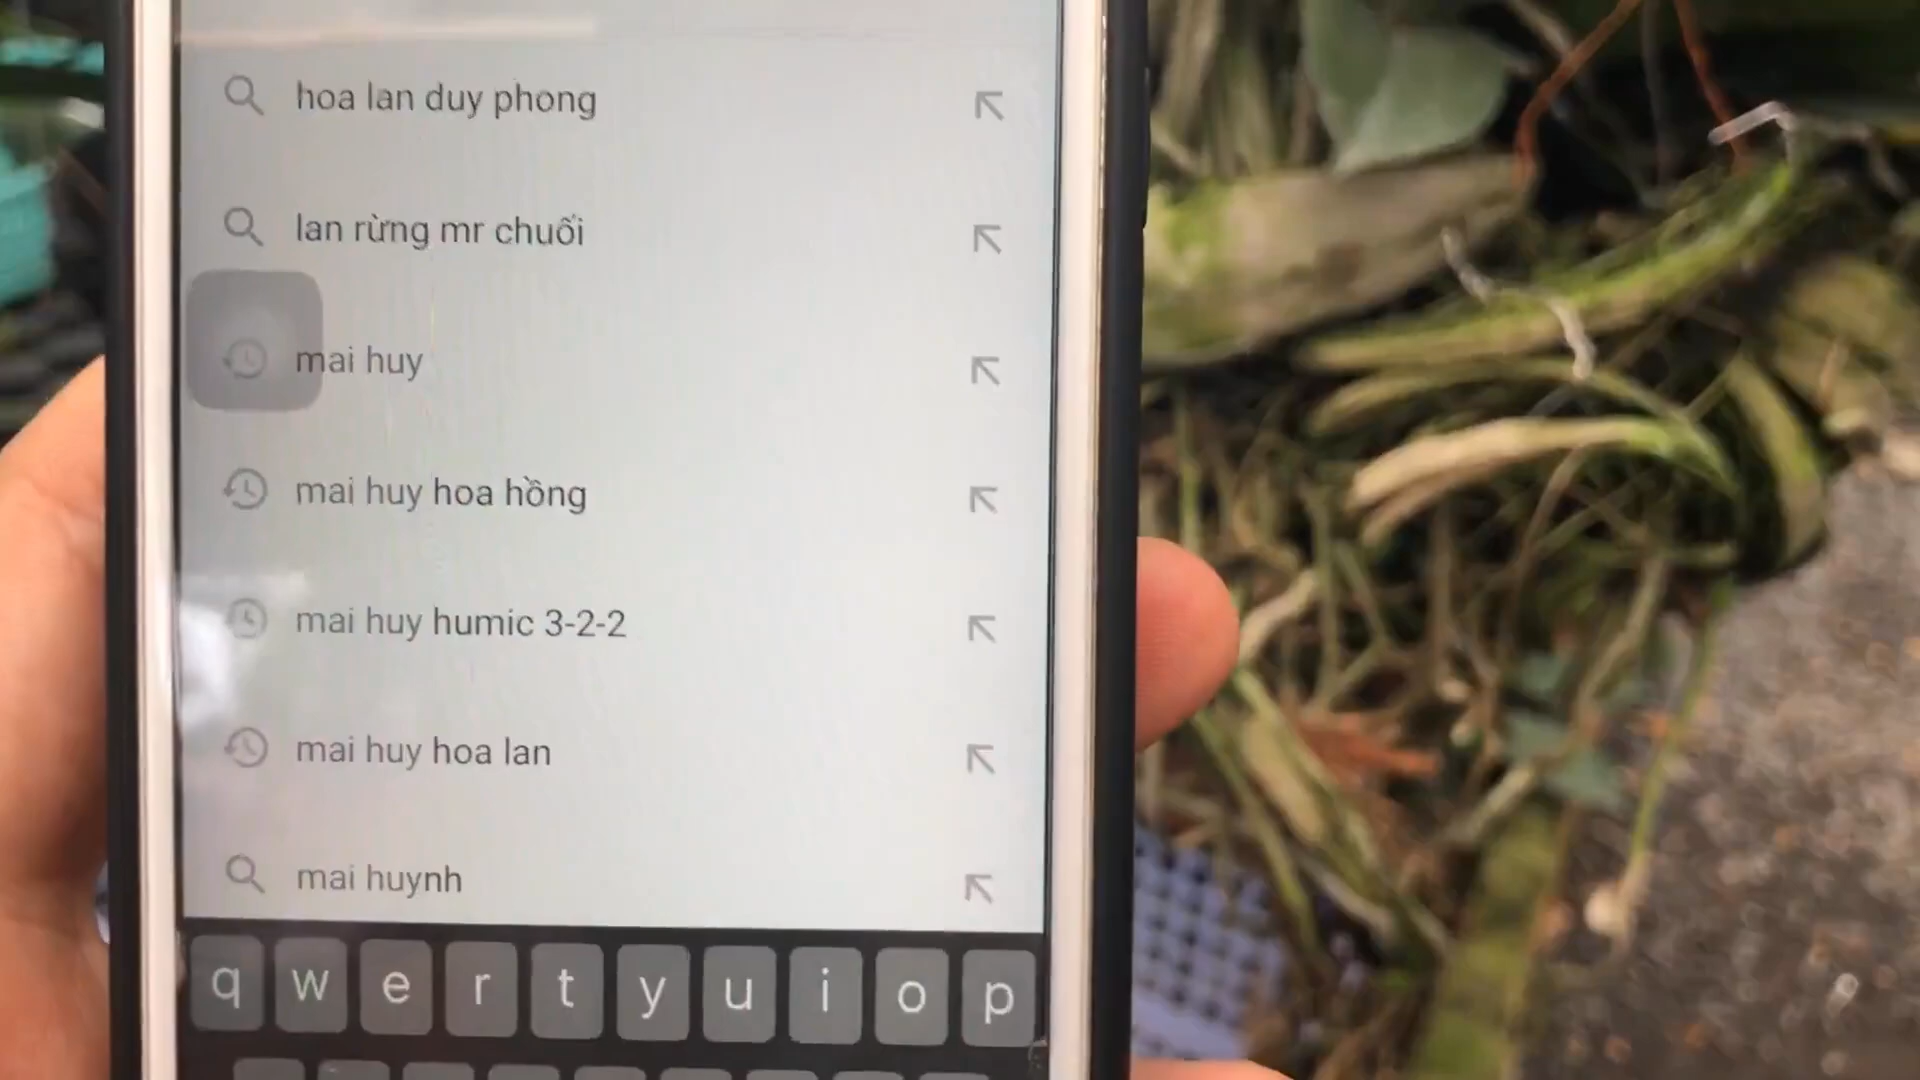 hoa lan duy phong
lan rừng mr chuối
mai huy
mai huy hoa hồng
mai huy humic 3-2-2
mai huy hoa lan
mai huynh
q w e r t y u i o p